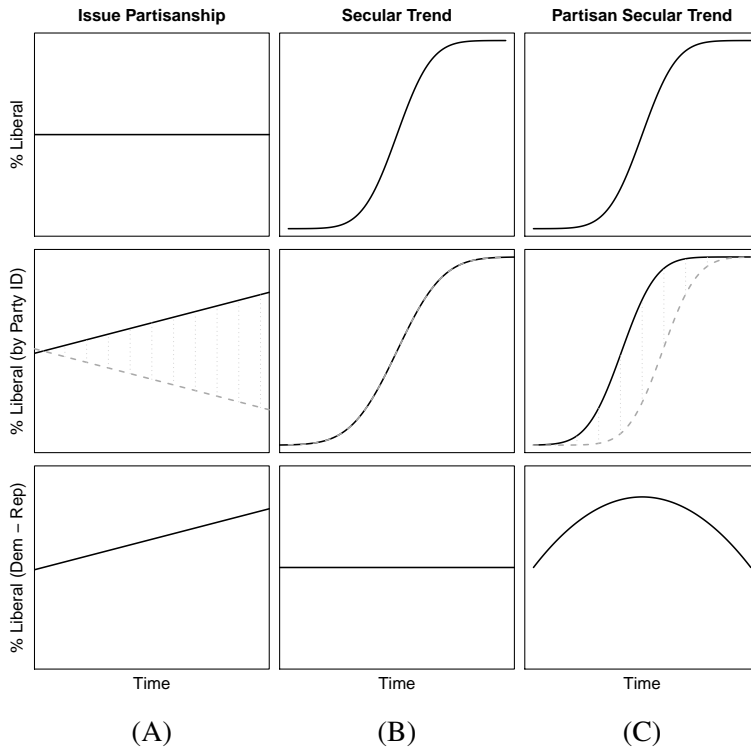 Issue Partisanship
Secular Trend
Partisan Secular Trend
% Liberal
% Liberal (by Party ID)
% Liberal (Dem − Rep)
Time
Time
Time
(A)
(B)
(C)